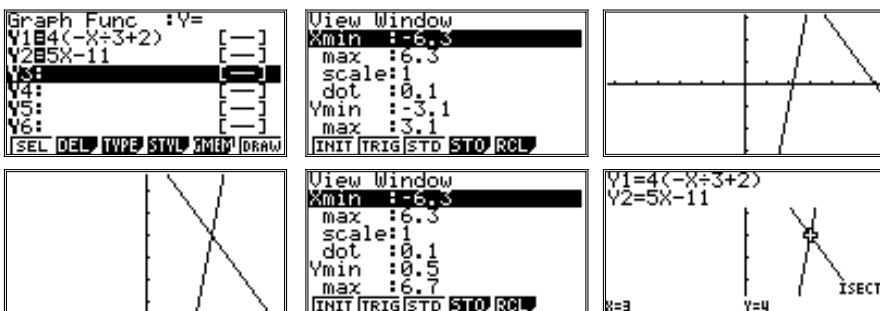 Graph Func :Y=
Y1=4(-X÷3+2) [—]
Y2=5X-11 [—]
Y3: [—]
Y4: [—]
Y5: [—]
Y6: [—]
SEL DEL TYPE STYL GMEM DRAW
View Window
Xmin :-6.3
max :6.3
scale:1
dot :0.1
Ymin :-3.1
max :3.1
INIT TRIG STD STO RCL
View Window
Xmin :-6.3
max :6.3
scale:1
dot :0.1
Ymin :0.5
max :6.7
INIT TRIG STD STO RCL
Y1=4(-X÷3+2)
Y2=5X-11
ISECT
X=3 Y=4